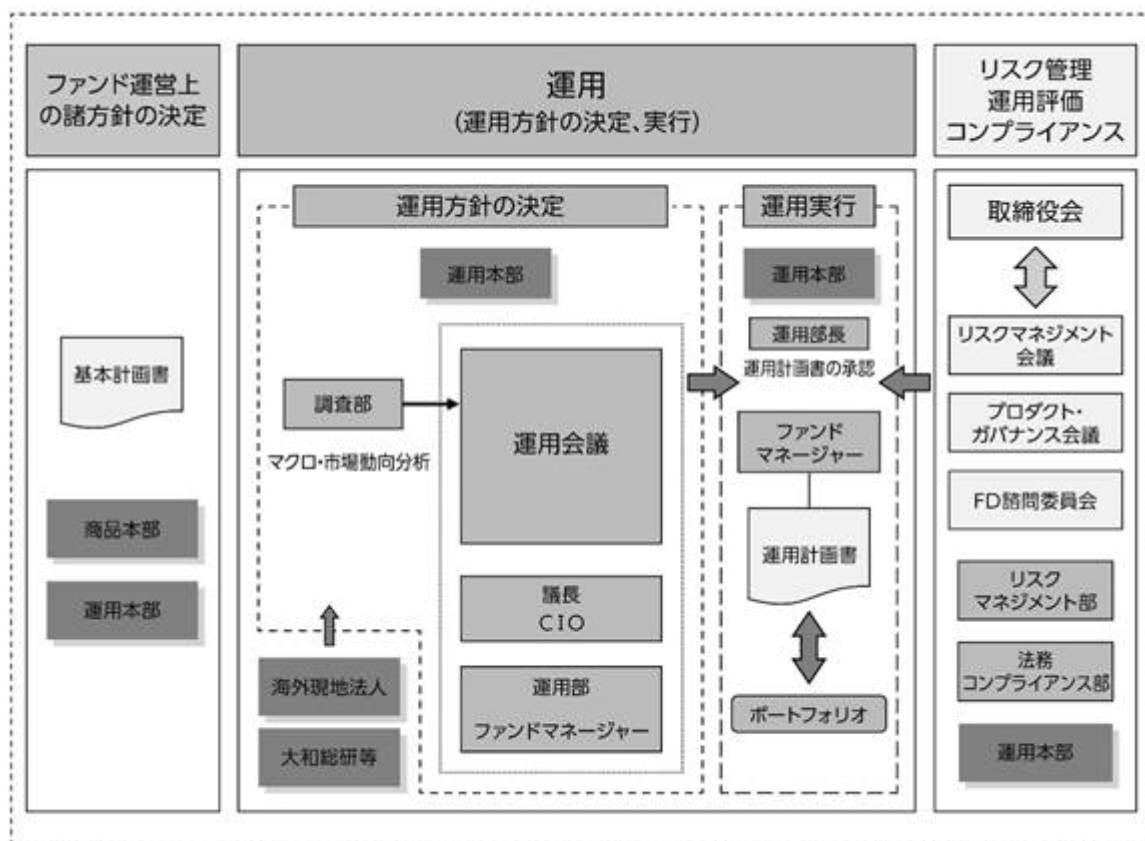 ファンド運営上
の諸方針の決定
運用
(運用方針の決定、実行)
リスク管理
運用評価
コンプライアンス
基本計画書
商品本部
運用本部
運用方針の決定
運用本部
調査部
マクロ・市場動向分析
運用会議
議長
CIO
運用部
ファンドマネージャー
海外現地法人
大和総研等
運用実行
運用本部
運用部長
運用計画書の承認
ファンド
マネージャー
運用計画書
ポートフォリオ
取締役会
リスクマネジメント
会議
プロダクト・
ガバナンス会議
FD諮問委員会
リスク
マネジメント部
法務
コンプライアンス部
運用本部